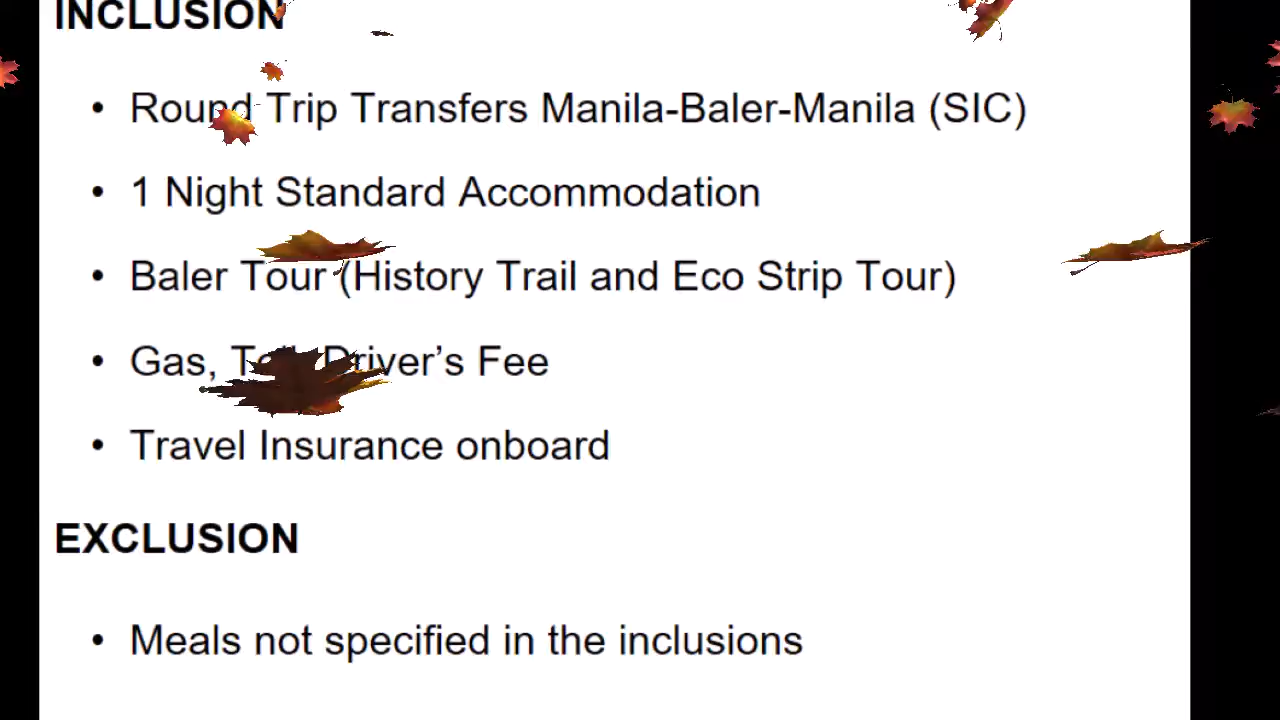 INCLUSION
• Round Trip Transfers Manila-Baler-Manila (SIC)
• 1 Night Standard Accommodation
• Baler Tour (History Trail and Eco Strip Tour)
• Gas, Driver’s Fee
• Travel Insurance onboard
EXCLUSION
• Meals not specified in the inclusions